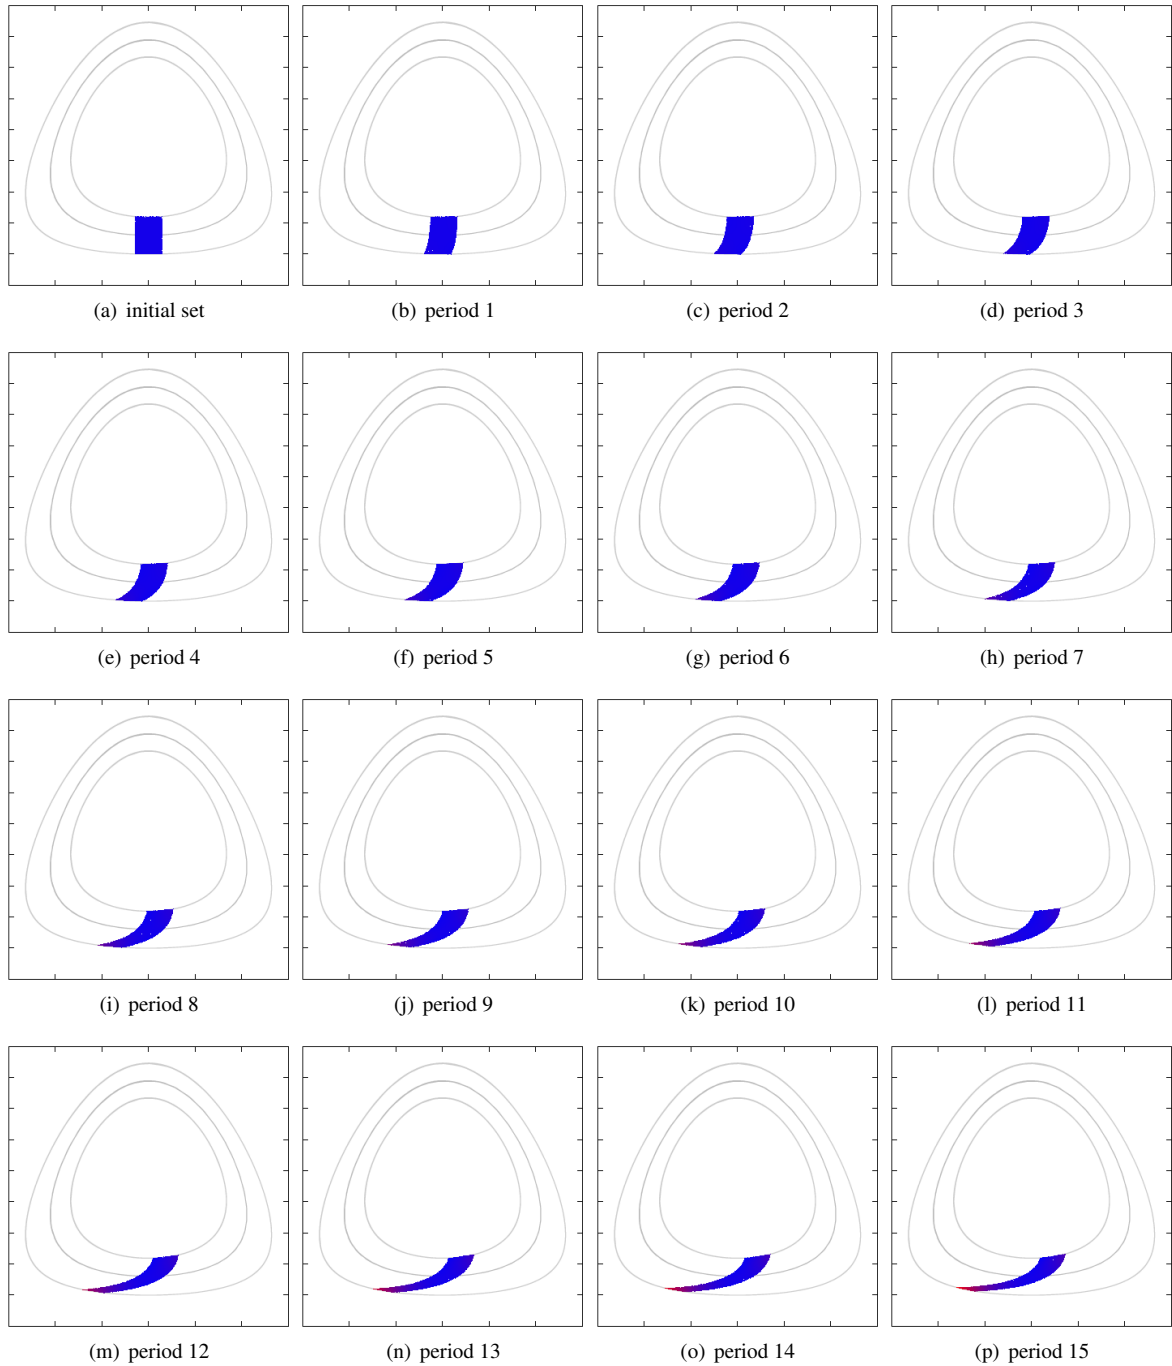 (a) initial set
(b) period 1
(c) period 2
(d) period 3
(e) period 4
(f) period 5
(g) period 6
(h) period 7
(i) period 8
(j) period 9
(k) period 10
(l) period 11
(m) period 12
(n) period 13
(o) period 14
(p) period 15